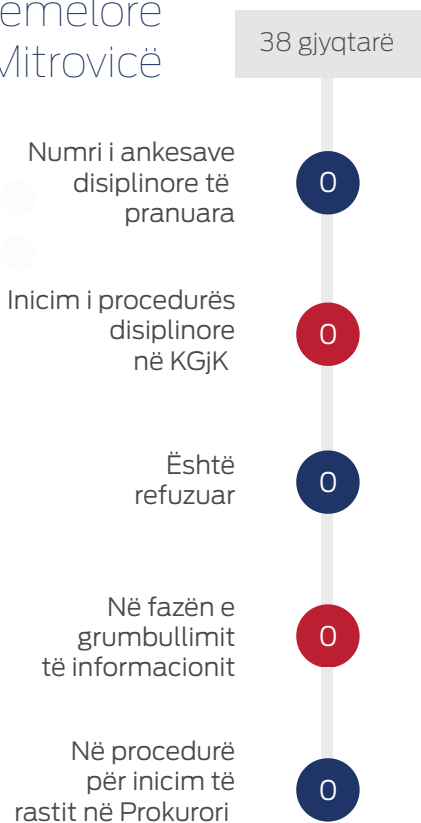 emelore
Mitrovicë
38 gjyqtarë
Numri i ankesave
disiplinore të
pranuara
0
Inicim i procedurës
disiplinore
në KGjK
0
Është
refuzuar
0
Në fazën e
grumbullimit
të informacionit
0
Në procedurë
për inicim të
rastit në Prokurori
0